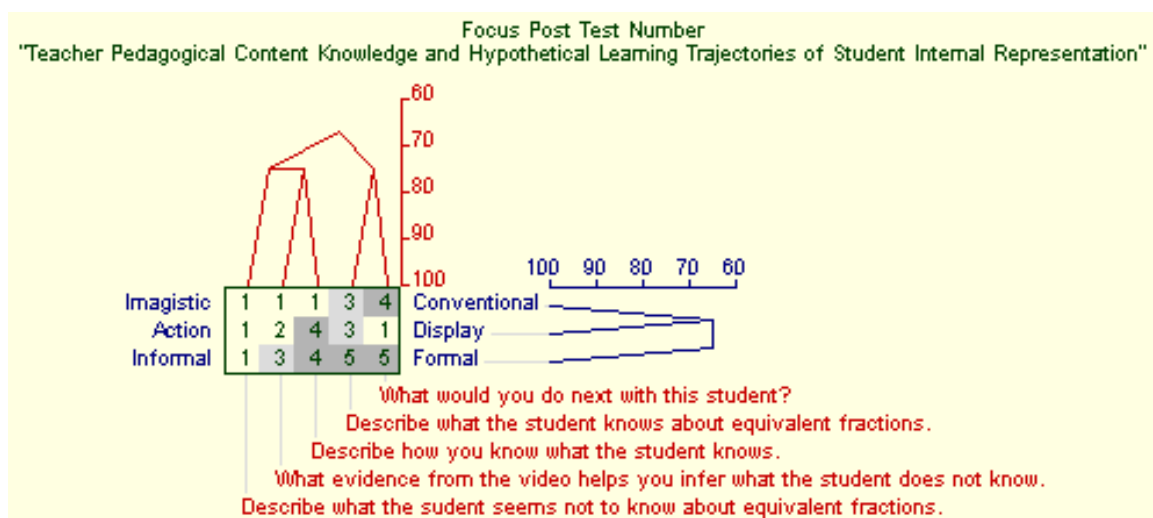 Focus Post Test Number
"Teacher Pedagogical Content Knowledge and Hypothetical Learning Trajectories of Student Internal Representation"
60
70
80
90
100
100 90 80 70 60
Imagistic 1 1 1 3 4 Conventional
Action 1 2 4 3 1 Display
Informal 1 3 4 5 5 Formal
What would you do next with this student?
Describe what the student knows about equivalent fractions.
Describe how you know what the student knows.
What evidence from the video helps you infer what the student does not know.
Describe what the sudent seems not to know about equivalent fractions.